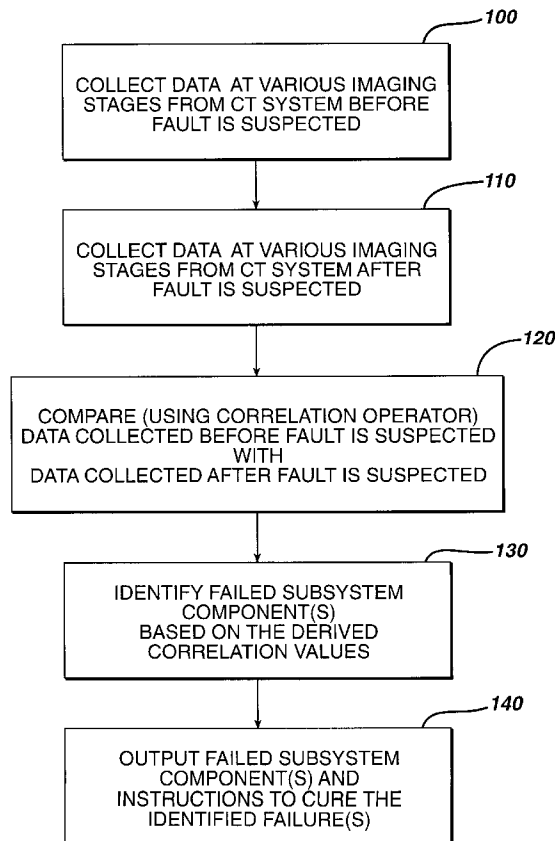 100
COLLECT DATA AT VARIOUS IMAGING
STAGES FROM CT SYSTEM BEFORE
FAULT IS SUSPECTED
110
COLLECT DATA AT VARIOUS IMAGING
STAGES FROM CT SYSTEM AFTER
FAULT IS SUSPECTED
120
COMPARE (USING CORRELATION OPERATOR)
DATA COLLECTED BEFORE FAULT IS SUSPECTED
WITH
DATA COLLECTED AFTER FAULT IS SUSPECTED
130
IDENTIFY FAILED SUBSYSTEM
COMPONENT(S)
BASED ON THE DERIVED
CORRELATION VALUES
140
OUTPUT FAILED SUBSYSTEM
COMPONENT(S) AND
INSTRUCTIONS TO CURE THE
IDENTIFIED FAILURE(S)